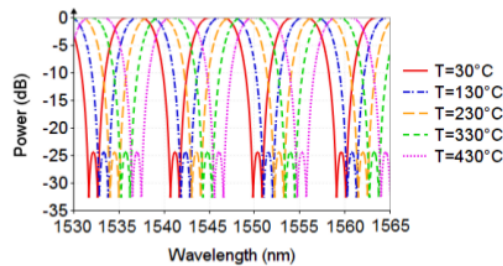 Power (dB)
0
-5
-10
-15
-20
-25
-30
-35
1530 1535 1540 1545 1550 1555 1560 1565
Wavelength (nm)
T=30°C
T=130°C
T=230°C
T=330°C
T=430°C